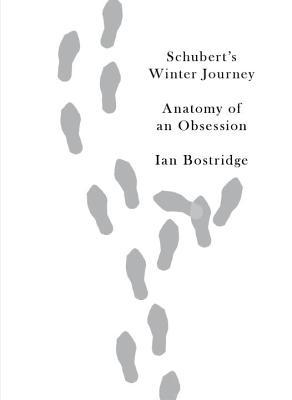 Schubert's
Winter Journey
Anatomy of
an Obsession
Ian Bostridge